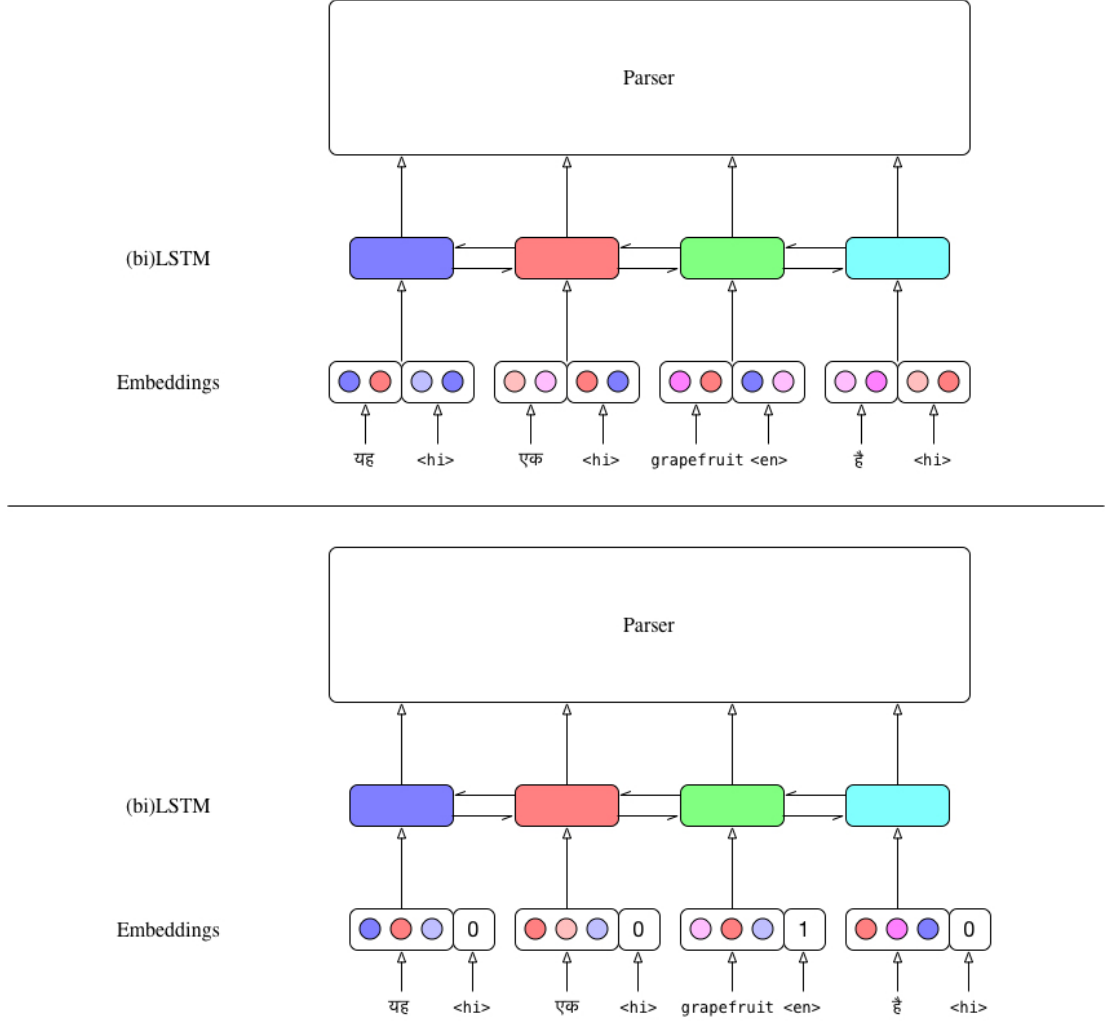 Parser
(bi)LSTM
Embeddings
यह <hi> एक <hi> grapefruit <en> है <hi>
Parser
(bi)LSTM
Embeddings
0 0 1 0
यह <hi> एक <hi> grapefruit <en> है <hi>